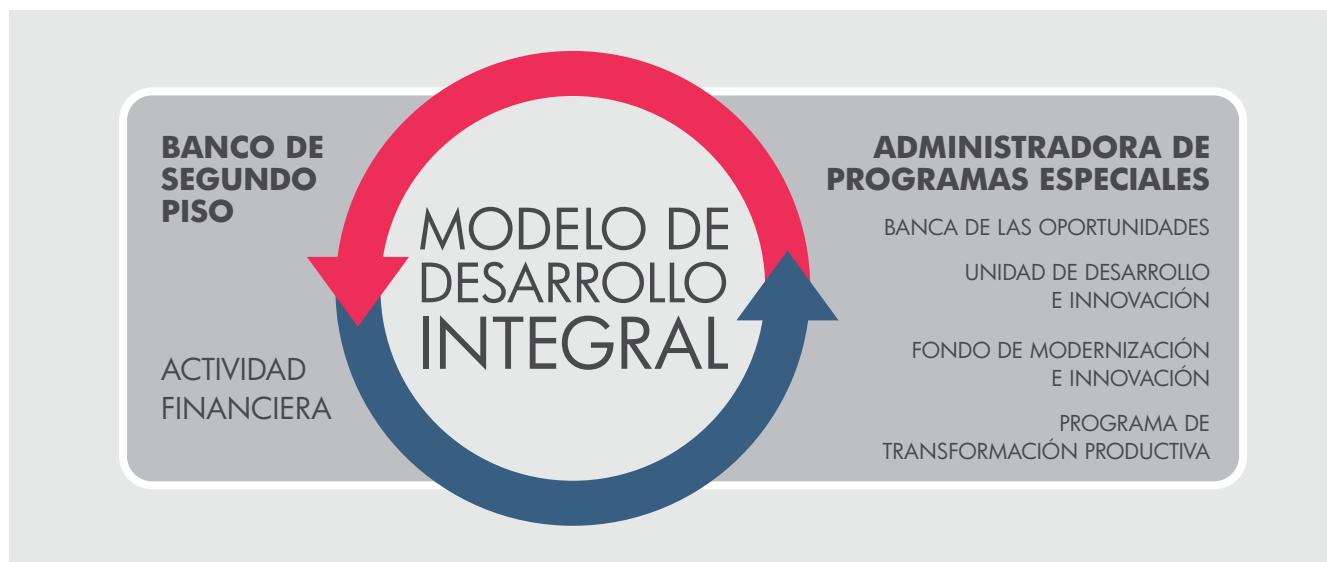 BANCO DE
SEGUNDO
PISO
ACTIVIDAD
FINANCIERA
MODELO DE
DESARROLLO
INTEGRAL
ADMINISTRADORA DE
PROGRAMAS ESPECIALES
BANCA DE LAS OPORTUNIDADES
UNIDAD DE DESARROLLO
E INNOVACIÓN
FONDO DE MODERNIZACIÓN
E INNOVACIÓN
PROGRAMA DE
TRANSFORMACIÓN PRODUCTIVA